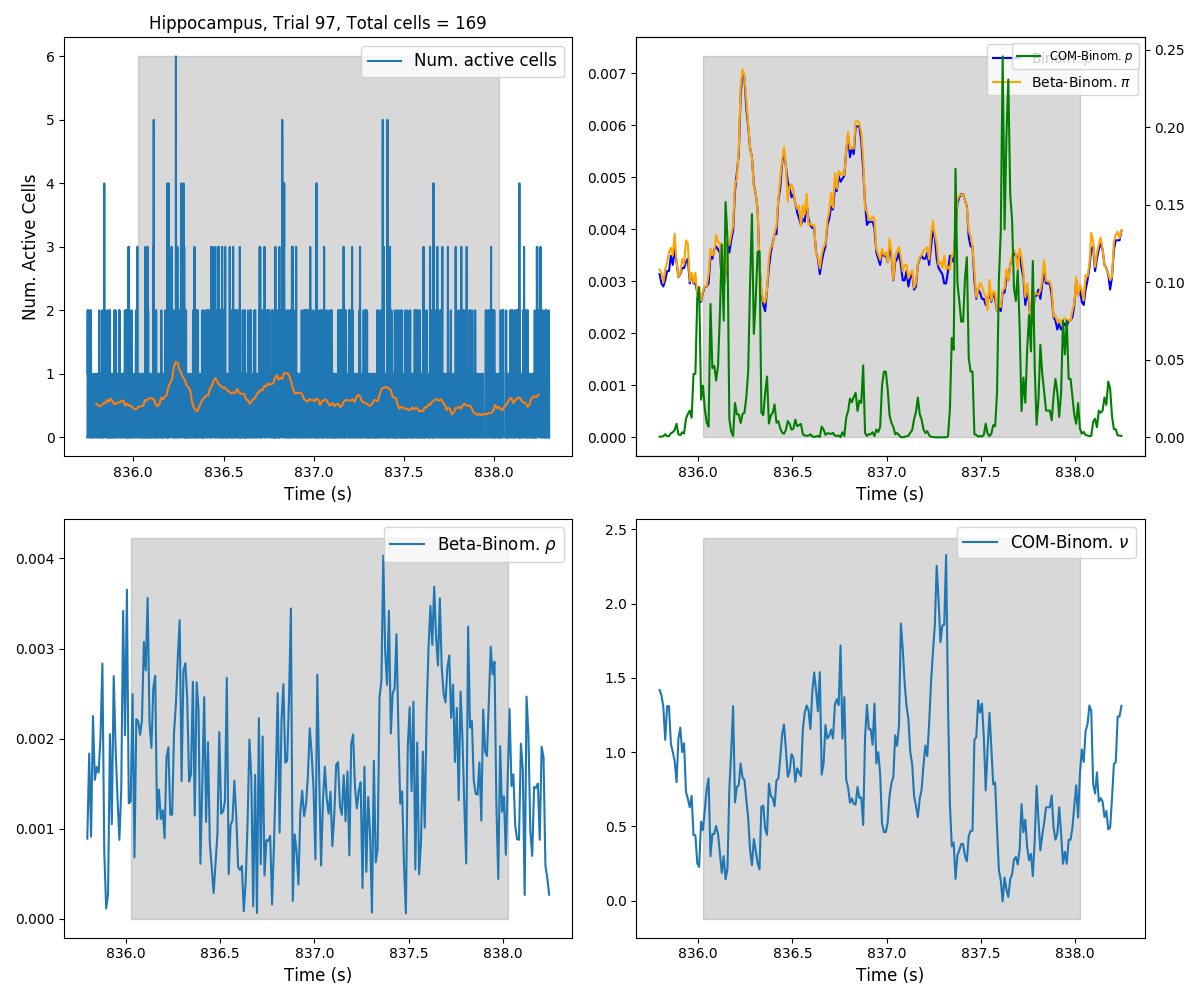 Hippocampus, Trial 97, Total cells = 169
Num. active cells
Num. Active Cells
6
5
4
3
2
1
0
836.0 836.5 837.0 837.5 838.0
Time (s)
COM-Binom. p
Beta-Binom. π
0.007
0.006
0.005
0.004
0.003
0.002
0.001
0.000
0.25
0.20
0.15
0.10
0.05
0.00
836.0 836.5 837.0 837.5 838.0
Time (s)
Beta-Binom. ρ
0.004
0.003
0.002
0.001
0.000
836.0 836.5 837.0 837.5 838.0
Time (s)
COM-Binom. ν
2.5
2.0
1.5
1.0
0.5
0.0
836.0 836.5 837.0 837.5 838.0
Time (s)